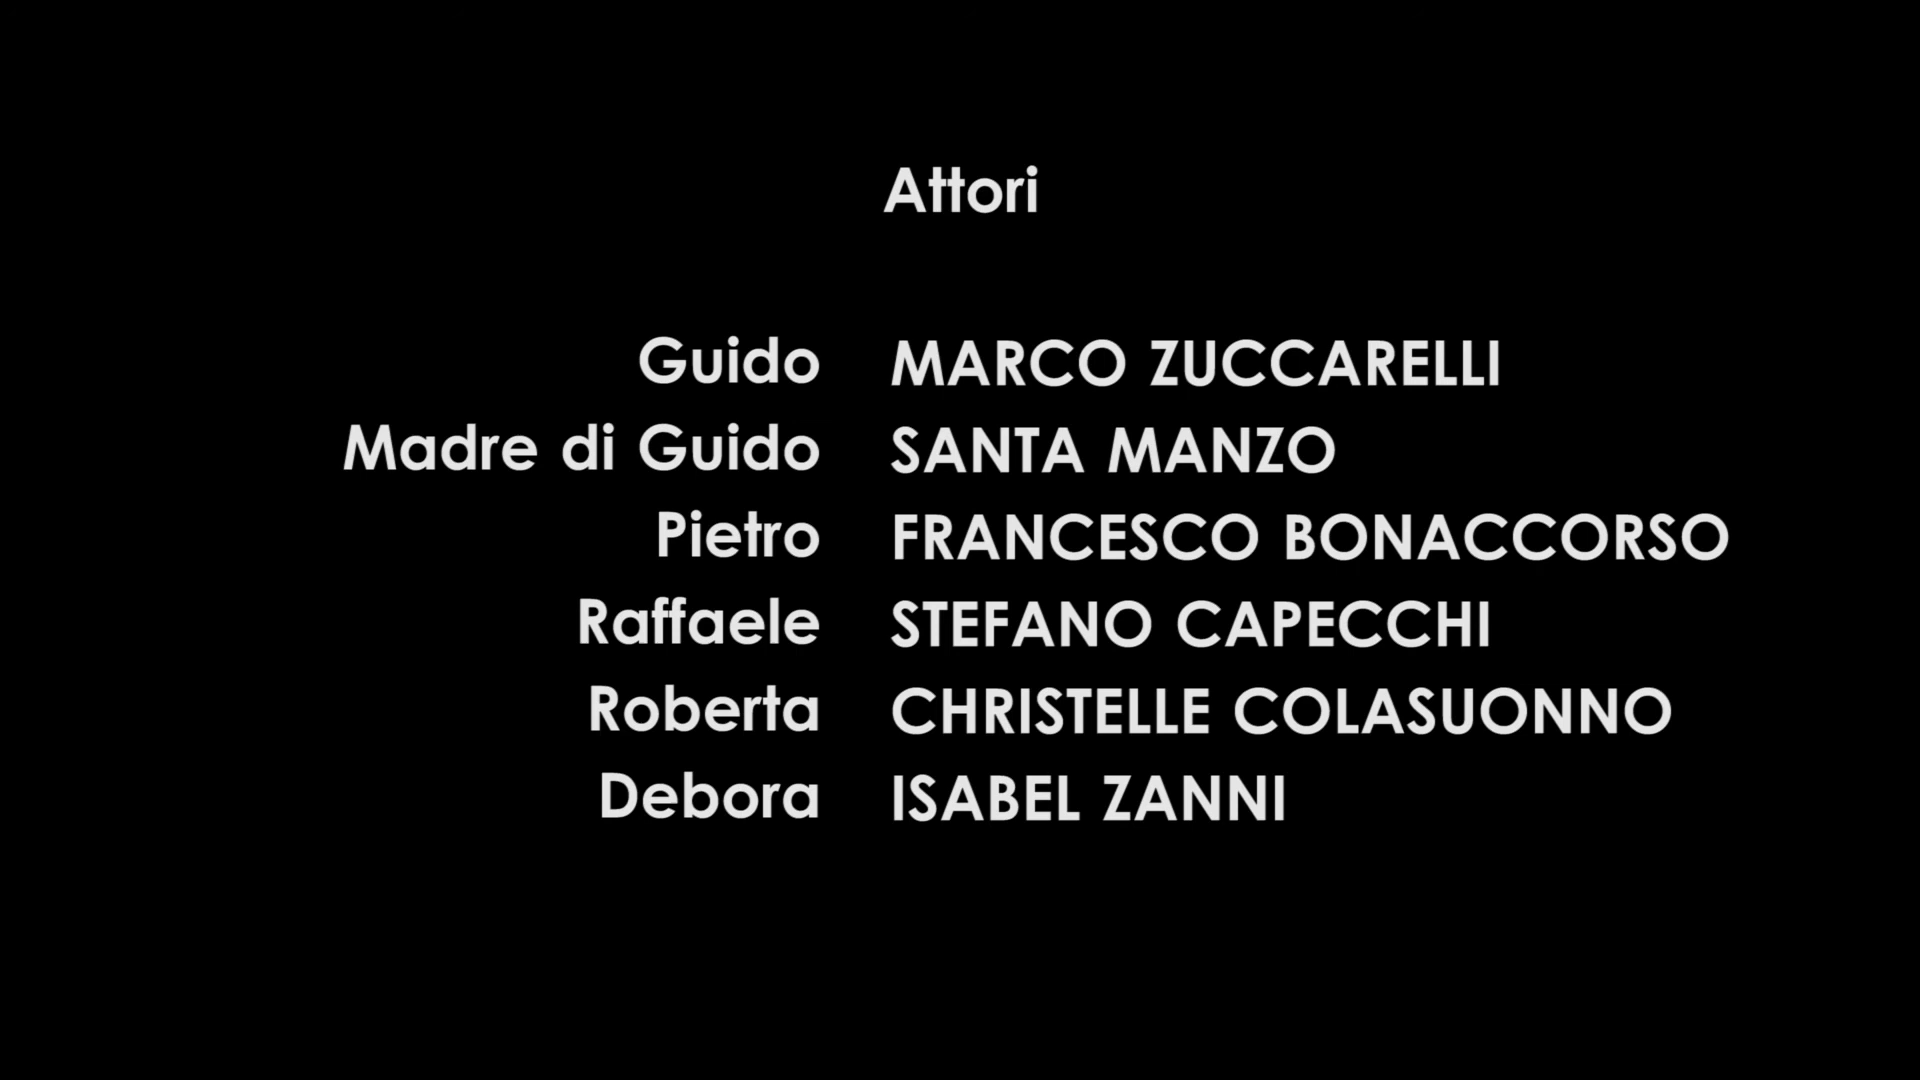 Attori
Guido MARCO ZUCCARELLI
Madre di Guido SANTA MANZO
Pietro FRANCESCO BONACCORSO
Raffaele STEFANO CAPECCHI
Roberta CHRISTELLE COLASUONNO
Debora ISABEL ZANNI